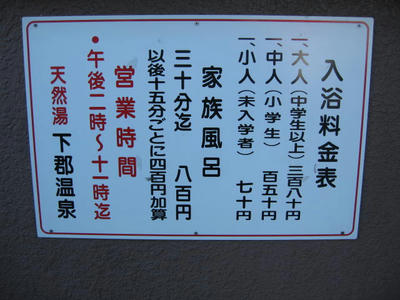 入浴料金表
一、大人(中学生以上)三百八十円
一、中人(小学生) 百五十円
一、小人(未入学者) 七十円
家族風呂
三十分迄 八百円
以後十五分ごとに四百円加算
営業時間
•午後二時〜十一時迄
天然湯 下郡温泉